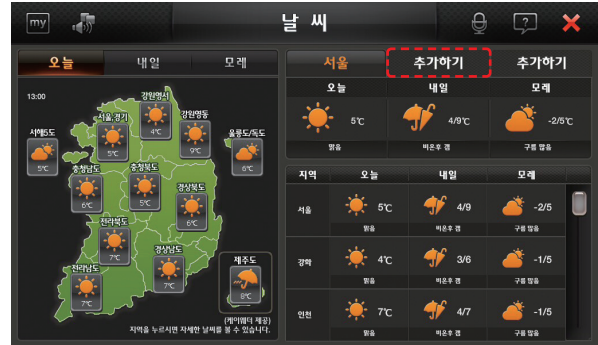 my
날 씨
?
오늘
내일
모레
13:00
강원영서
4℃
서울,경기
5℃
강원영동
9℃
서해5도
5℃
울릉도/독도
6℃
충청남도
6℃
충청북도
5℃
경상북도
6℃
전라북도
7℃
경상남도
7℃
전라남도
7℃
제주도
8℃
(케이웨더 제공)
지역을 누르시면 자세한 날씨를 볼 수 있습니다.
서울
추가하기
추가하기
오늘
내일
모레
5℃
4/9℃
-2/5℃
맑음
비온후 갬
구름 많음
지역
오늘
내일
모레
서울
5℃
4/9
-2/5
맑음
비온후 갬
구름 많음
강화
4℃
3/6
-1/5
맑음
비온후 갬
구름 많음
인천
7℃
4/7
-1/5
맑음
비온후 갬
구름 많음